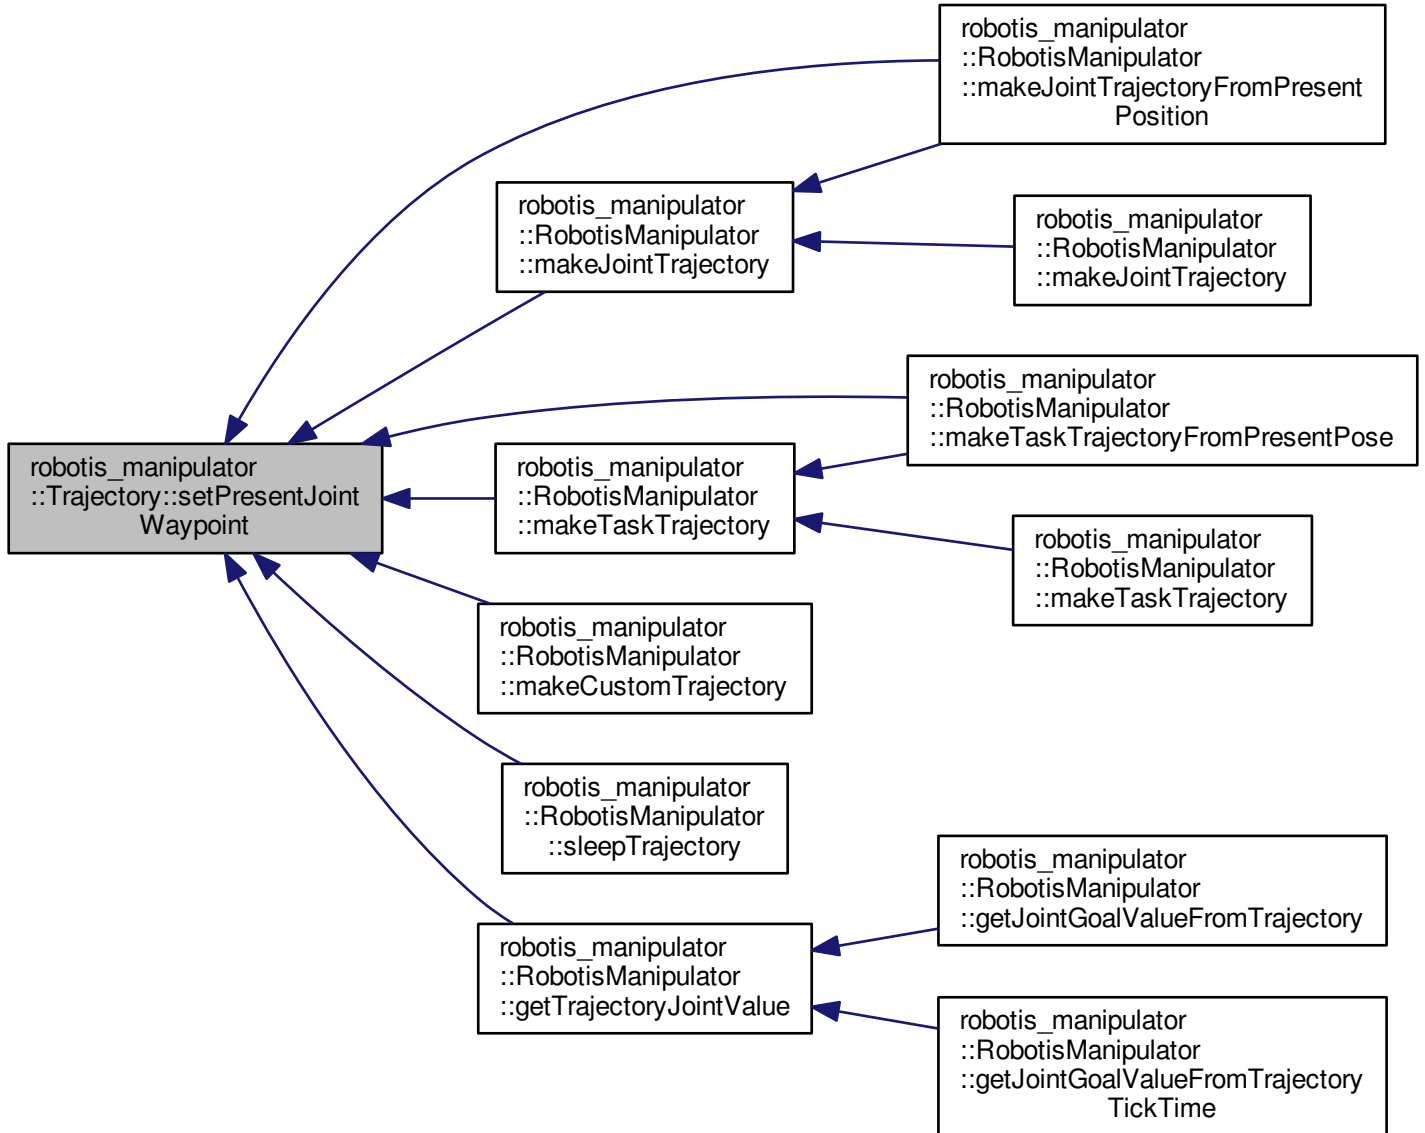 robotis_manipulator
::RobotisManipulator
::makeJointTrajectoryFromPresent
Position
robotis_manipulator
::RobotisManipulator
::makeJointTrajectory
robotis_manipulator
::RobotisManipulator
::makeJointTrajectory
robotis_manipulator
::RobotisManipulator
::makeTaskTrajectoryFromPresentPose
robotis_manipulator
::Trajectory::setPresentJoint
Waypoint
robotis_manipulator
::RobotisManipulator
::makeTaskTrajectory
robotis_manipulator
::RobotisManipulator
::makeTaskTrajectory
robotis_manipulator
::RobotisManipulator
::makeCustomTrajectory
robotis_manipulator
::RobotisManipulator
::sleepTrajectory
robotis_manipulator
::RobotisManipulator
::getJointGoalValueFromTrajectory
robotis_manipulator
::RobotisManipulator
::getTrajectoryJointValue
robotis_manipulator
::RobotisManipulator
::getJointGoalValueFromTrajectory
TickTime